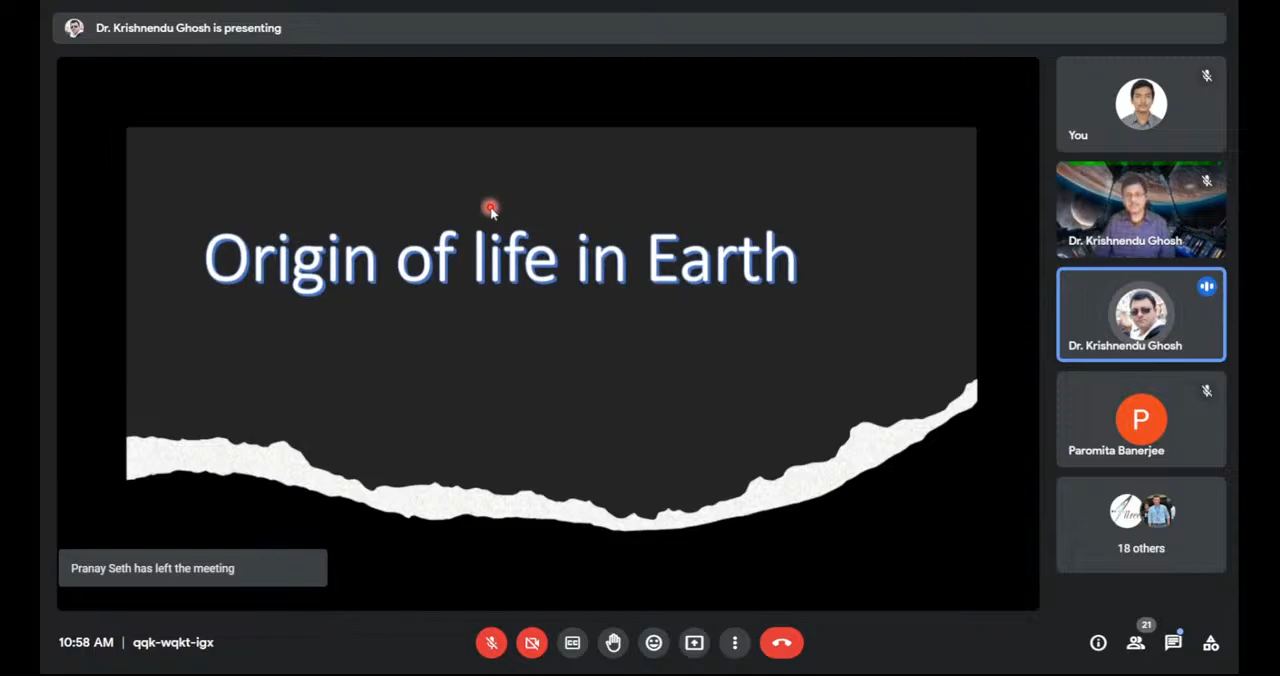 Dr. Krishnendu Ghosh is presenting
Origin of life in Earth
You
Dr. Krishnendu Ghosh
Dr. Krishnendu Ghosh
P
Paromita Banerjee
18 others
Pranay Seth has left the meeting
10:58 AM | qqk-wqkt-igx
CC
21